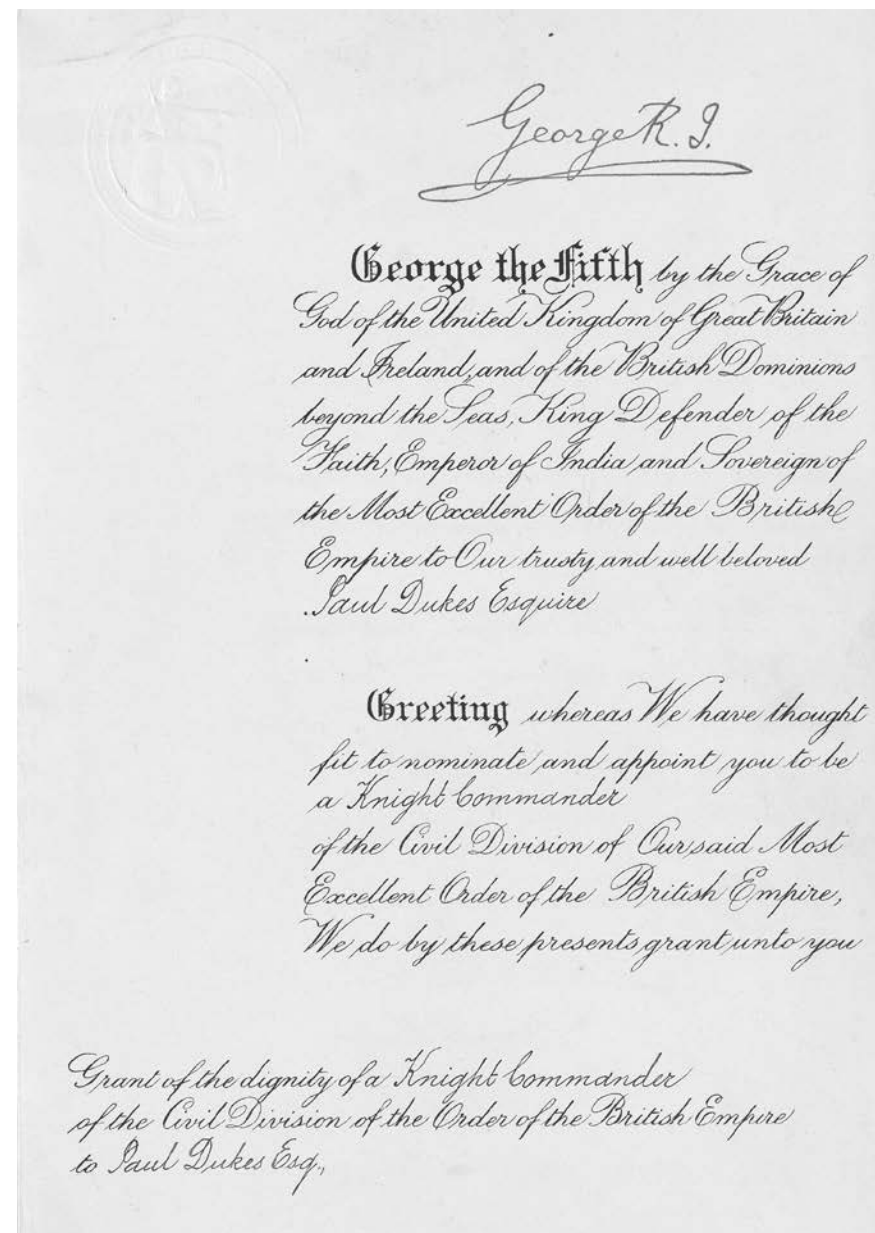 George R. I.
George the Fifth by the Grace of
God of the United Kingdom of Great Britain
and Ireland, and of the British Dominions
beyond the Seas, King Defender of the
Faith, Emperor of India and Sovereign of
the Most Excellent Order of the British
Empire to Our trusty and well beloved
Paul Dukes Esquire
Greeting whereas We have thought
fit to nominate and appoint you to be
a Knight Commander
of the Civil Division of Our said Most
Excellent Order of the British Empire,
We do by these presents grant unto you
Grant of the dignity of a Knight Commander
of the Civil Division of the Order of the British Empire
to Paul Dukes Esq.,